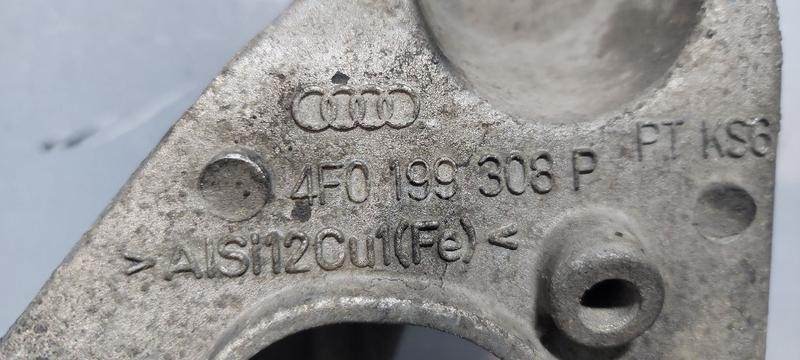 4F0 199 308 P PT KS6
>AlSi12Cu1(Fe)<